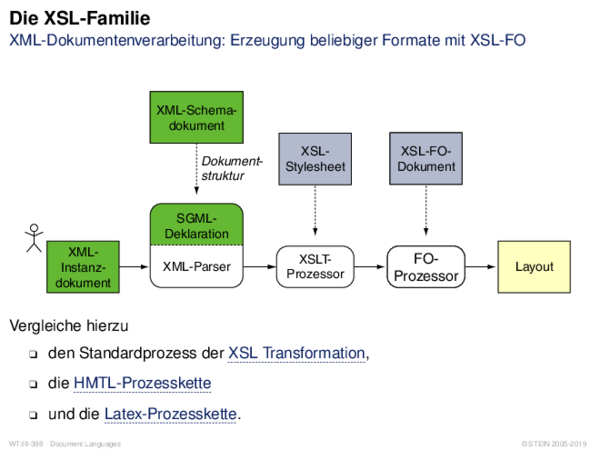 Die XSL-Familie
XML-Dokumentenverarbeitung: Erzeugung beliebiger Formate mit XSL-FO
XML-Schema-
dokument
Dokument-
struktur
XSL-
Stylesheet
XSL-FO-
Dokument
SGML-
Deklaration
XML-Parser
XML-
Instanz-
dokument
XSLT-
Prozessor
FO-
Prozessor
Layout
Vergleiche hierzu
❑ den Standardprozess der XSL Transformation,
❑ die HMTL-Prozesskette
❑ und die Latex-Prozesskette.
WT:III-398 Document Languages
© STEIN 2005-2019